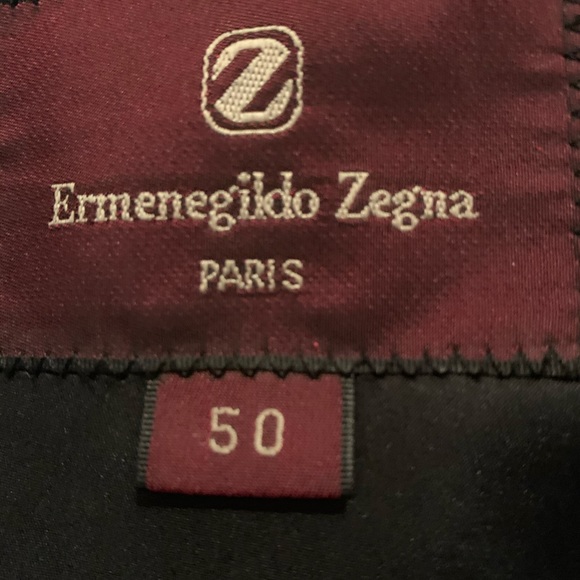 Z
Ermenegildo Zegna
PARIS
50